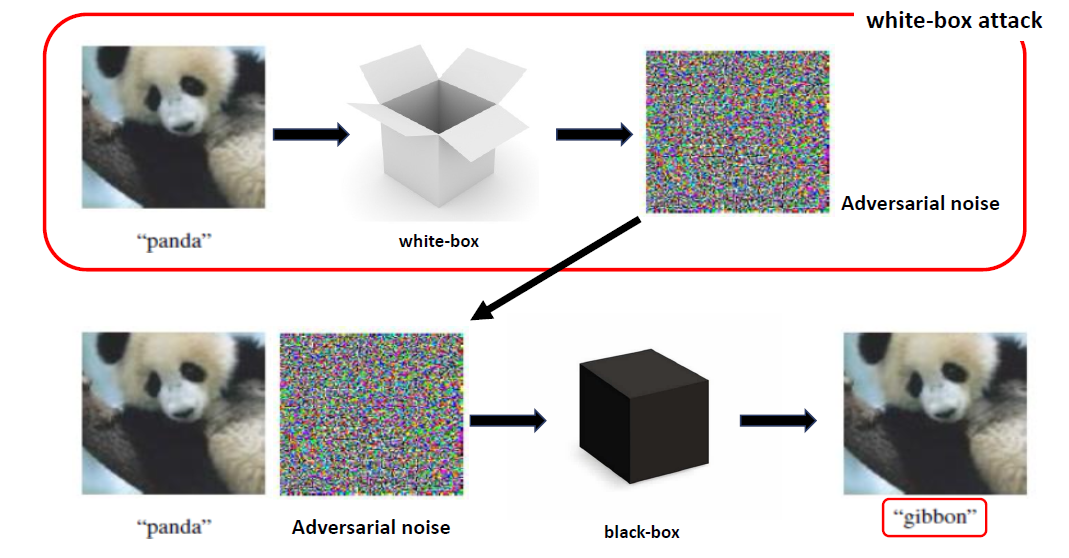 white-box attack
Adversarial noise
“panda”
white-box
“panda”
Adversarial noise
black-box
“gibbon”